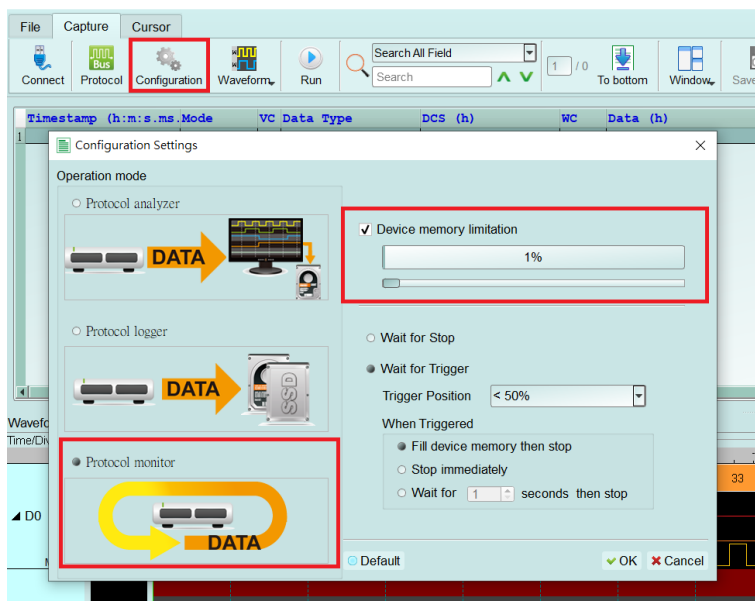 File Capture Cursor
Bus
Connect Protocol Configuration Waveform Run
Search All Field
Search
1 / 0
To bottom Window Save
Timestamp (h:m:s.ms. Mode VC Data Type DCS (h) WC Data (h)
1
Configuration Settings
Operation mode
Protocol analyzer
DATA
Protocol logger
DATA
SSD
Protocol monitor
DATA
Device memory limitation
1%
Wait for Stop
Wait for Trigger
Trigger Position < 50%
When Triggered
Fill device memory then stop
Stop immediately
Wait for 1 seconds then stop
Default OK Cancel
Time/Div
33
D0